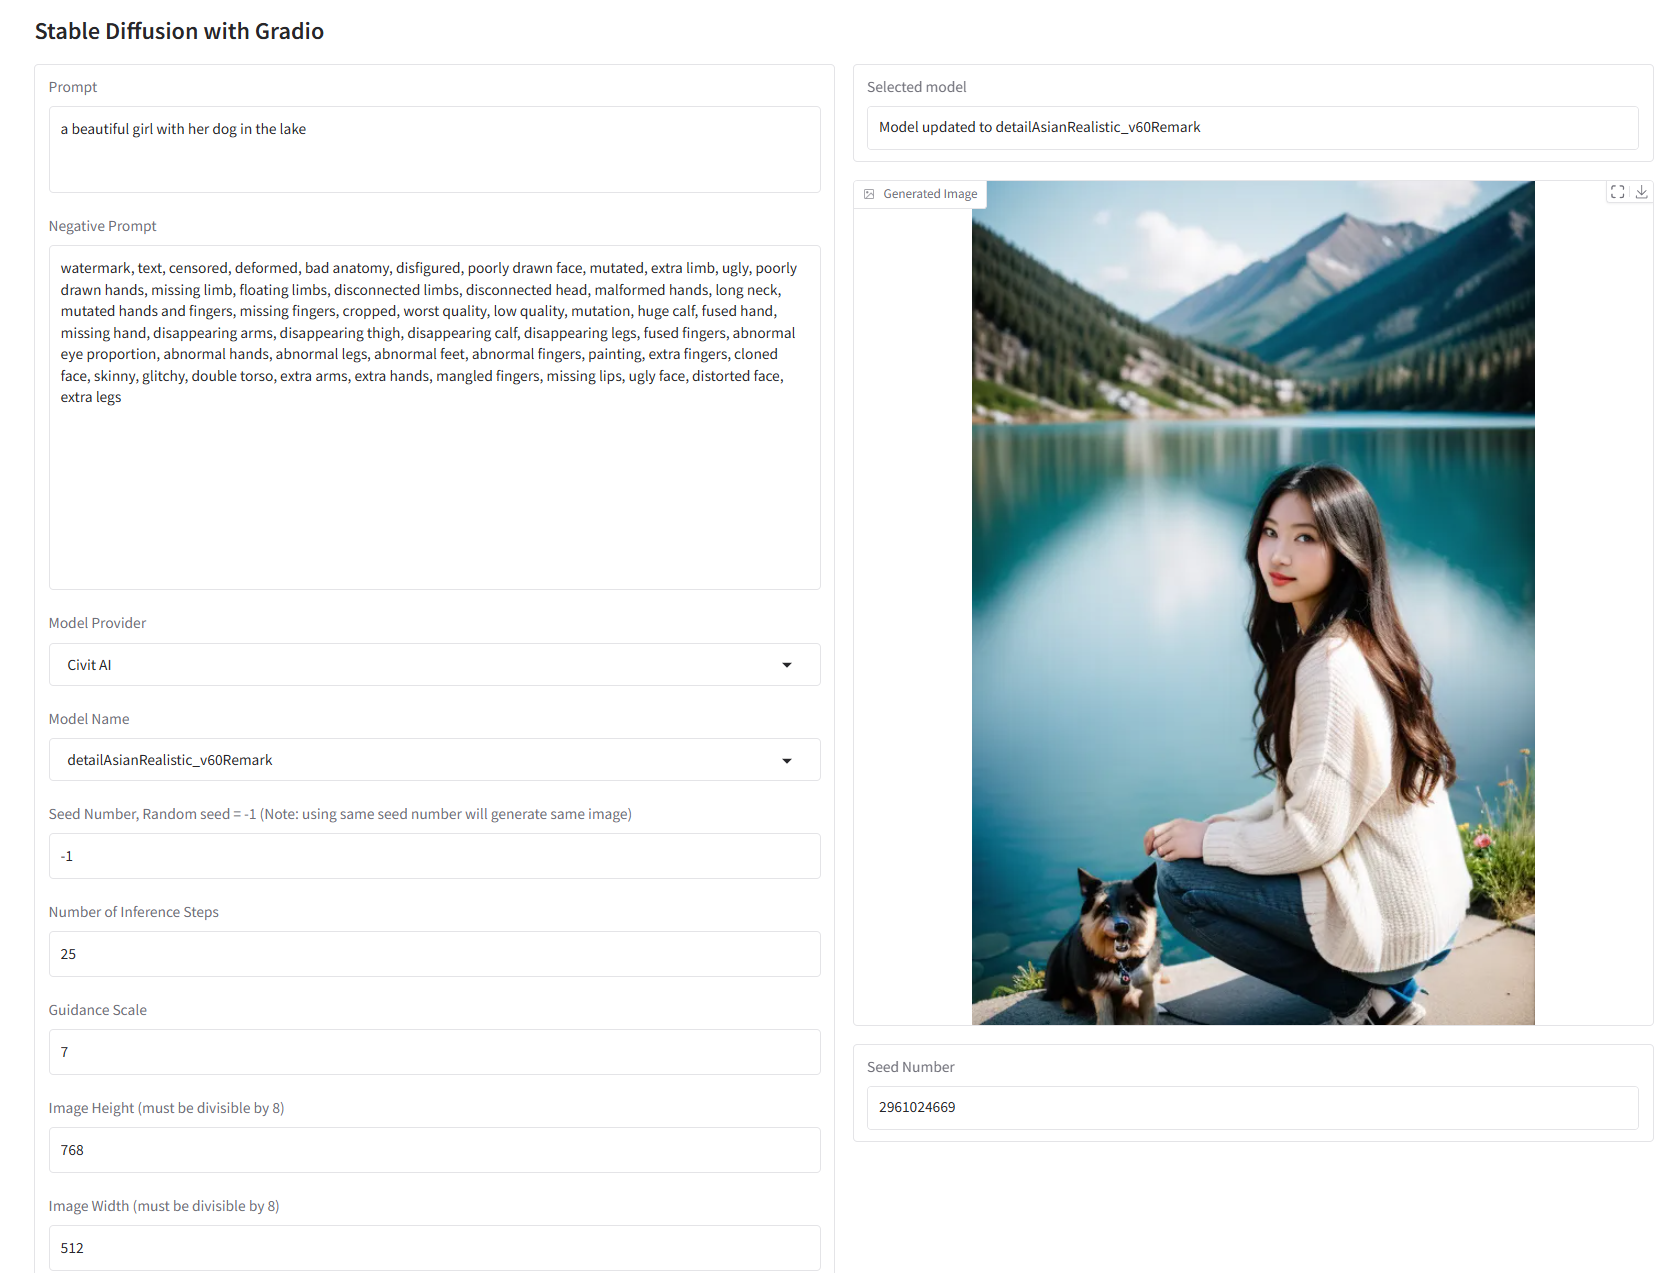 Stable Diffusion with Gradio
Prompt
a beautiful girl with her dog in the lake
Negative Prompt
watermark, text, censored, deformed, bad anatomy, disfigured, poorly drawn face, mutated, extra limb, ugly, poorly
drawn hands, missing limb, floating limbs, disconnected limbs, disconnected head, malformed hands, long neck,
mutated hands and fingers, missing fingers, cropped, worst quality, low quality, mutation, huge calf, fused hand,
missing hand, disappearing arms, disappearing thigh, disappearing calf, disappearing legs, fused fingers, abnormal
eye proportion, abnormal hands, abnormal legs, abnormal feet, abnormal fingers, painting, extra fingers, cloned
face, skinny, glitchy, double torso, extra arms, extra hands, mangled fingers, missing lips, ugly face, distorted face,
extra legs
Model Provider
Civit AI
Model Name
detailAsianRealistic_v60Remark
Seed Number, Random seed = -1 (Note: using same seed number will generate same image)
-1
Number of Inference Steps
25
Guidance Scale
7
Image Height (must be divisible by 8)
768
Image Width (must be divisible by 8)
512
Selected model
Model updated to detailAsianRealistic_v60Remark
Generated Image
Seed Number
2961024669